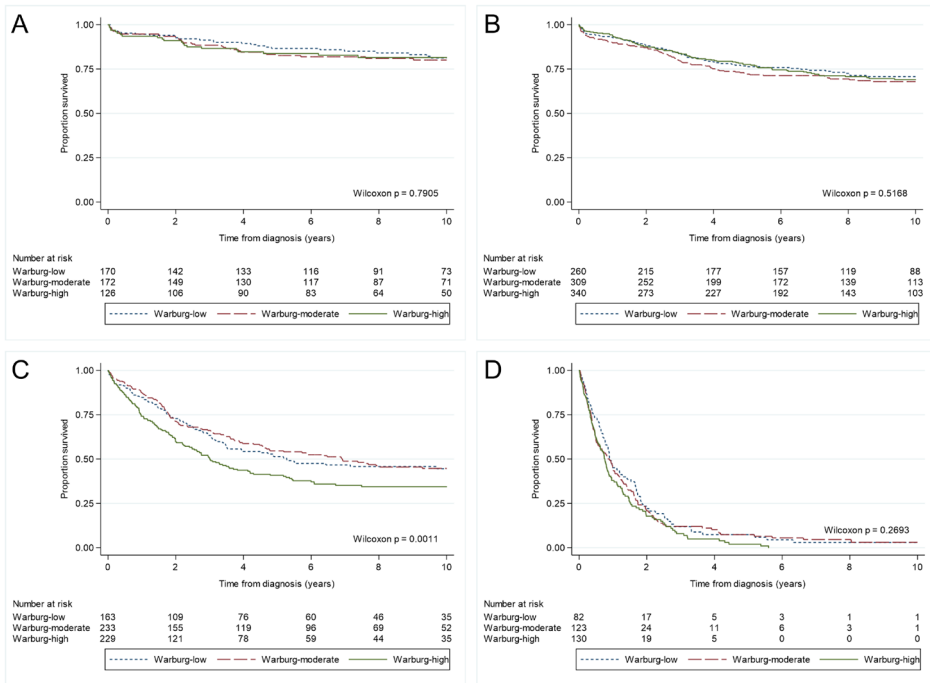 A
1.00
0.75
0.50
0.25
0.00
Proportion survived
Wilcoxon p = 0.7905
0 2 4 6 8 10
Time from diagnosis (years)
Number at risk
Warburg-low 170 142 133 116 91 73
Warburg-moderate 172 149 130 117 87 71
Warburg-high 126 106 90 83 64 50
Warburg-low Warburg-moderate Warburg-high
B
1.00
0.75
0.50
0.25
0.00
Proportion survived
Wilcoxon p = 0.5168
0 2 4 6 8 10
Time from diagnosis (years)
Number at risk
Warburg-low 260 215 177 157 119 88
Warburg-moderate 309 252 199 172 139 113
Warburg-high 340 273 227 192 143 103
Warburg-low Warburg-moderate Warburg-high
C
1.00
0.75
0.50
0.25
0.00
Proportion survived
Wilcoxon p = 0.0011
0 2 4 6 8 10
Time from diagnosis (years)
Number at risk
Warburg-low 163 109 76 60 46 35
Warburg-moderate 233 155 119 96 69 52
Warburg-high 229 121 78 59 44 35
Warburg-low Warburg-moderate Warburg-high
D
1.00
0.75
0.50
0.25
0.00
Proportion survived
Wilcoxon p = 0.2693
0 2 4 6 8 10
Time from diagnosis (years)
Number at risk
Warburg-low 82 17 5 3 1 1
Warburg-moderate 123 24 11 6 3 1
Warburg-high 130 19 5 0 0 0
Warburg-low Warburg-moderate Warburg-high